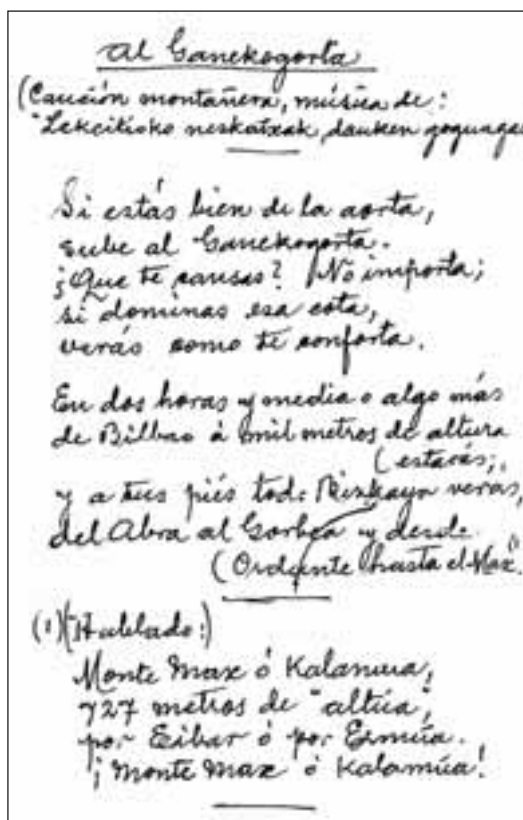 Al Ganekogorta
(Canción montañera, música de:
"Lekeitioko neskatxak, dauken goguage
Si estás bien de la aorta,
sube al Ganekogorta.
¿Que te cansas? No importa;
si dominas esa cota,
verás como te conforta.
En dos horas y media o algo más
de Bilbao á mil metros de altura
(estarás;
y a tus piés toda Bizkaya verás,
del Abra al Gorbea y desde
(Ordunte hasta el Max.
(1)(Hablado:)
Monte Max ó Kalamua,
727 metros de "altúa",
por Eibar ó por Ermúa.
¡Monte Max ó Kalamúa!